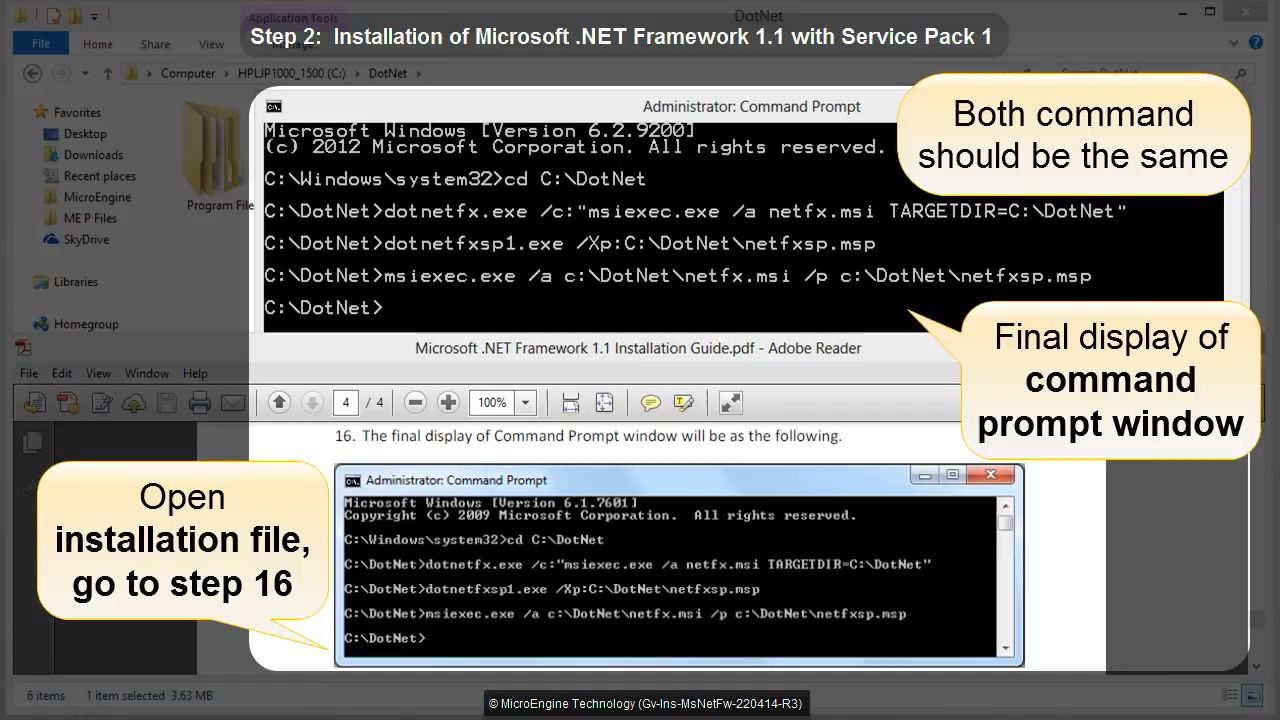 Application Tools
DotNet
Step 2: Installation of Microsoft .NET Framework 1.1 with Service Pack 1
File
Home
Share
View
Computer
HPLJP1000_1500 (C:)
DotNet
Favorites
Desktop
Downloads
Recent places
MicroEngine
ME P Files
SkyDrive
Libraries
Homegroup
Program File
Administrator: Command Prompt
Microsoft Windows [Version 6.2.9200]
(c) 2012 Microsoft Corporation. All rights reserved.
C:\Windows\system32>cd C:\DotNet
C:\DotNet>dotnetfx.exe /c:"msiexec.exe /a netfx.msi TARGETDIR=C:\DotNet"
C:\DotNet>dotnetfxsp1.exe /Xp:C:\DotNet\netfxsp.msp
C:\DotNet>msiexec.exe /a c:\DotNet\netfx.msi /p c:\DotNet\netfxsp.msp
C:\DotNet>
Both command
should be the same
Final display of
command
prompt window
Microsoft .NET Framework 1.1 Installation Guide.pdf - Adobe Reader
File Edit View Window Help
4 / 4
100%
16. The final display of Command Prompt window will be as the following.
Administrator: Command Prompt
Microsoft Windows [Version 6.1.7601]
Copyright (c) 2009 Microsoft Corporation. All rights reserved.
C:\Windows\system32>cd C:\DotNet
C:\DotNet>dotnetfx.exe /c:"msiexec.exe /a netfx.msi TARGETDIR=C:\DotNet"
C:\DotNet>dotnetfxsp1.exe /Xp:C:\DotNet\netfxsp.msp
C:\DotNet>msiexec.exe /a c:\DotNet\netfx.msi /p c:\DotNet\netfxsp.msp
C:\DotNet>
Open
installation file,
go to step 16
6 items
1 item selected 3.63 MB
© MicroEngine Technology (Gv-Ins-MsNetFw-220414-R3)